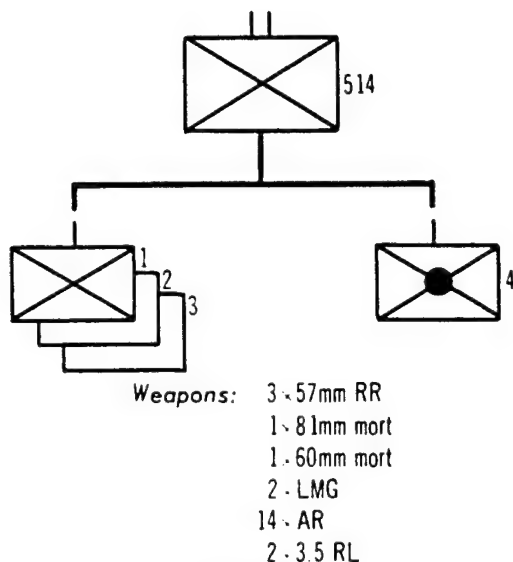 514
1
2
3
4
Weapons: 3 - 57mm RR
1 - 81mm mort
1 - 60mm mort
2 - LMG
14 - AR
2 - 3.5 RL